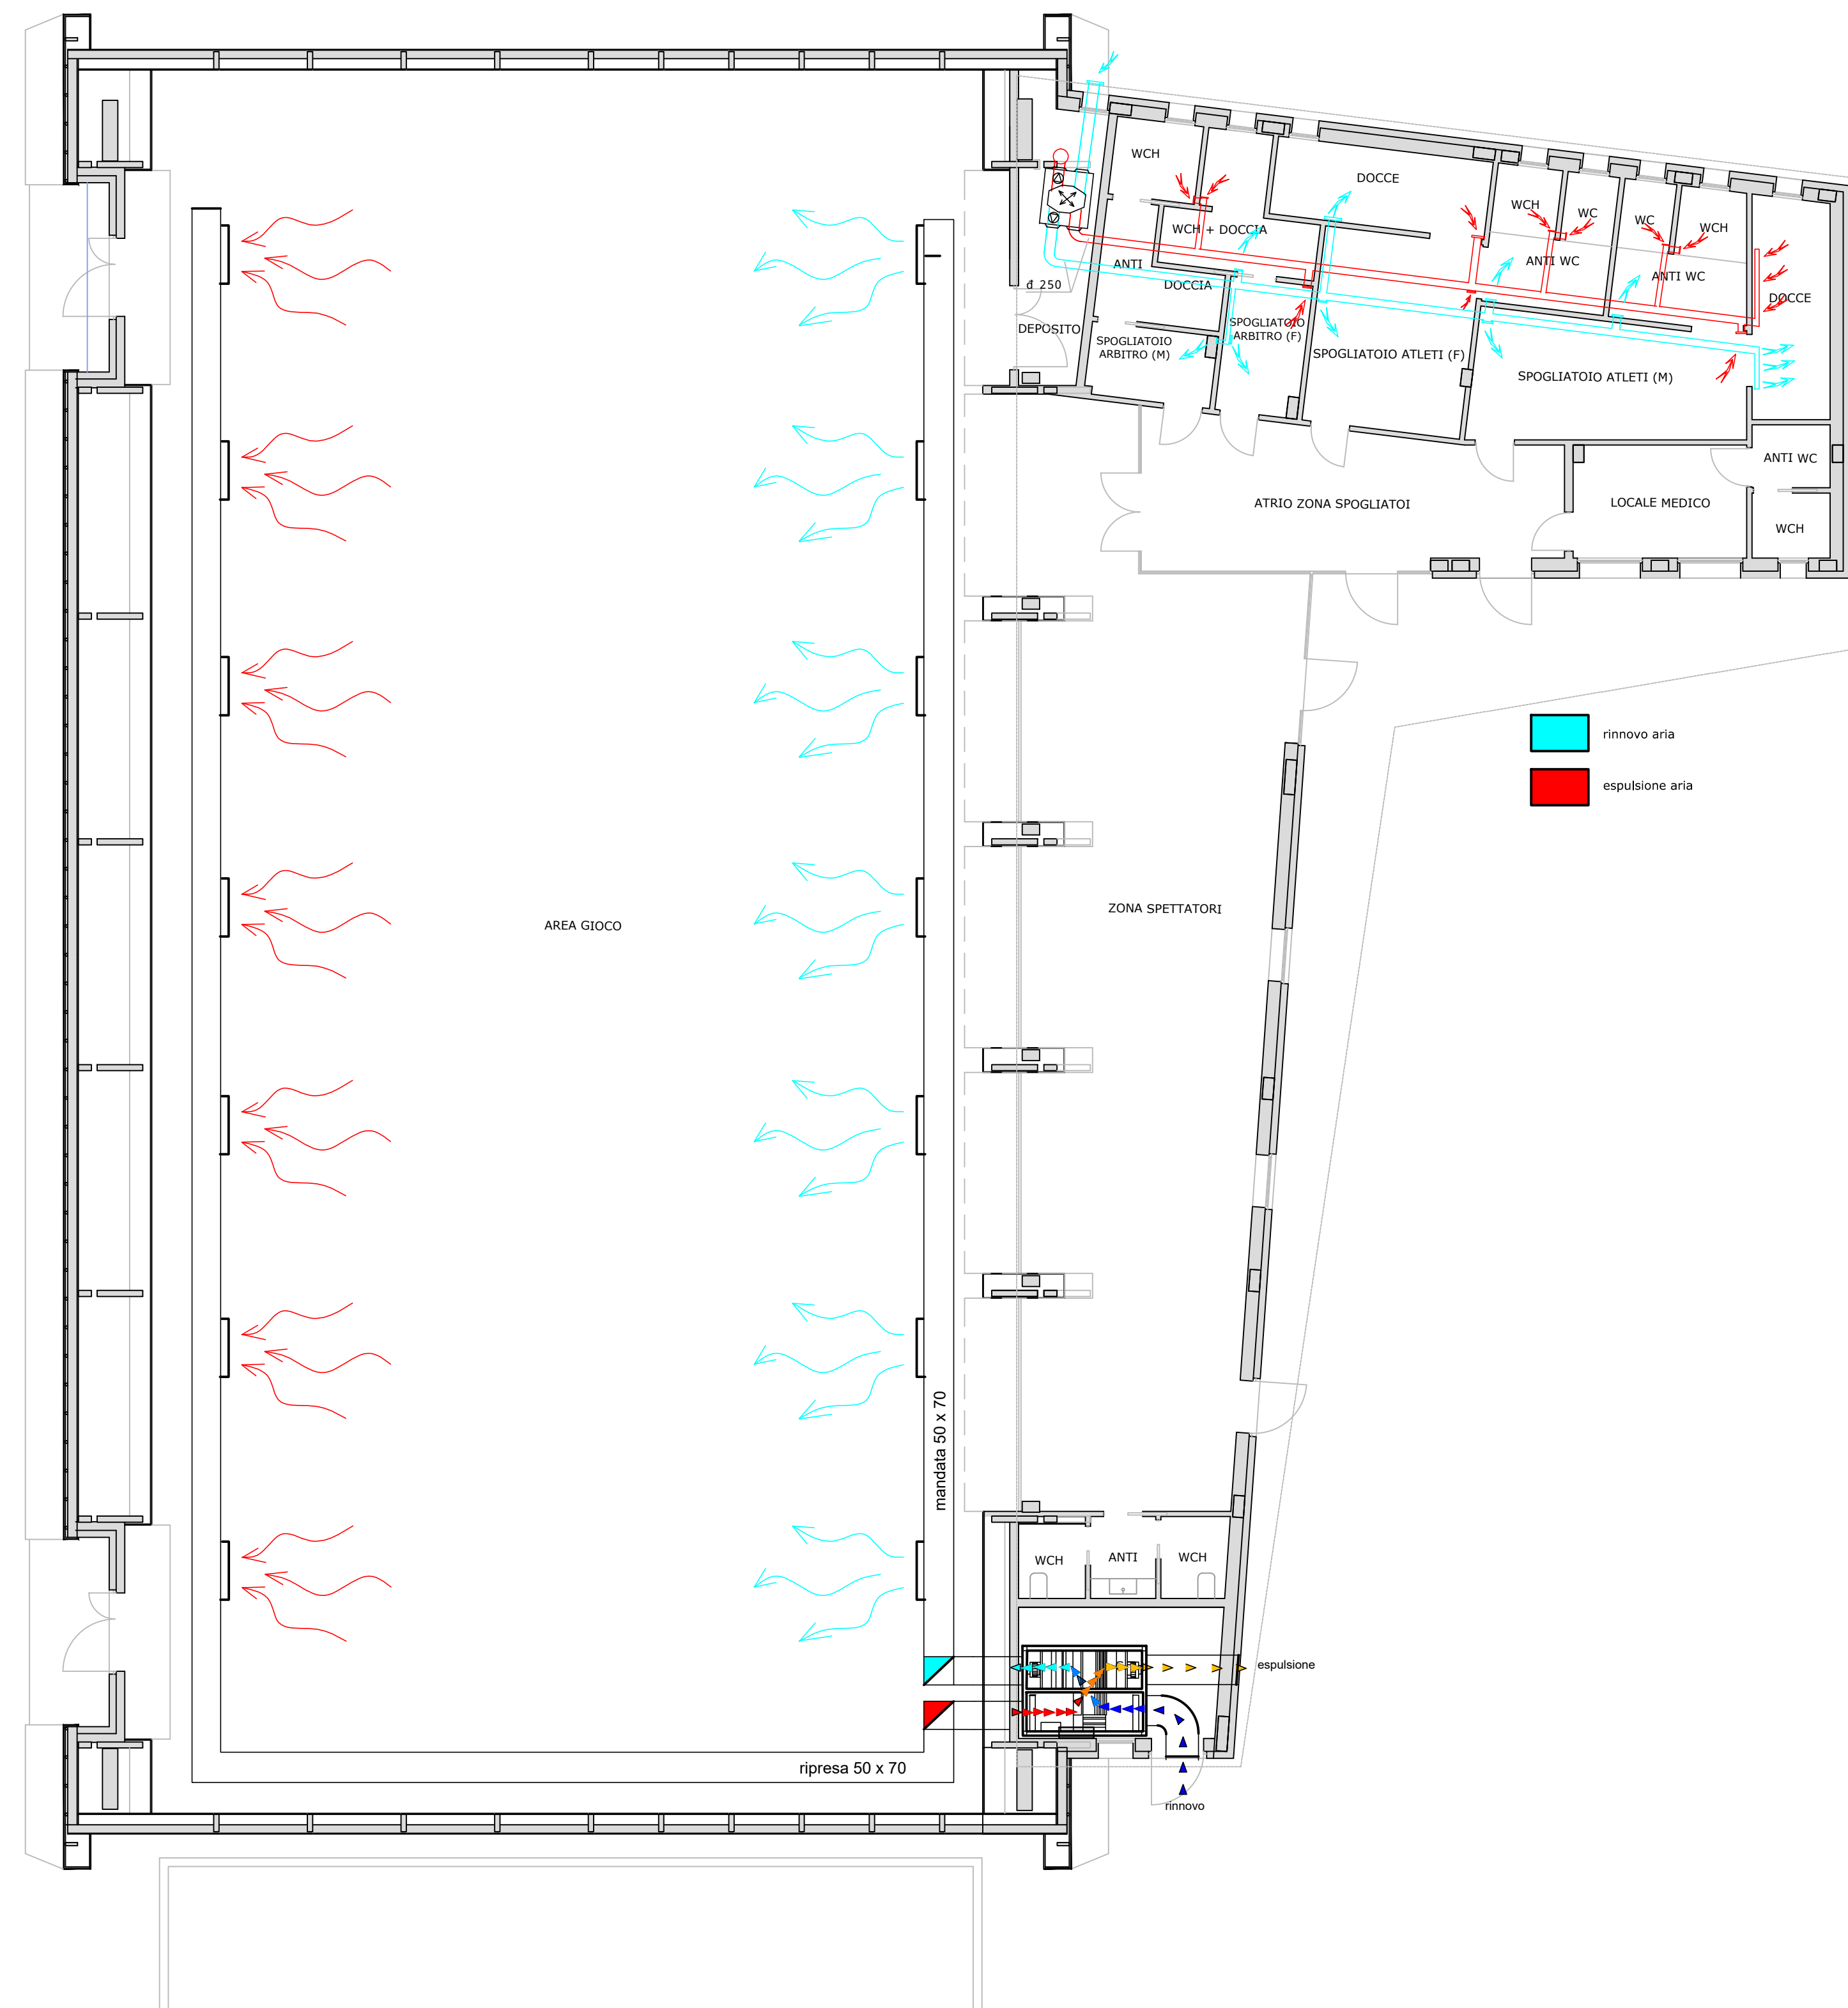 WCH
DOCCE
WCH
WC
WC
WCH
WCH + DOCCIA
ANTI
DOCCIA
ANTI WC
ANTI WC
DOCCE
đ 250
DEPOSITO
SPOGLIATOIO
ARBITRO (M)
SPOGLIATOIO
ARBITRO (F)
SPOGLIATOIO ATLETI (F)
SPOGLIATOIO ATLETI (M)
ANTI WC
ATRIO ZONA SPOGLIATOI
LOCALE MEDICO
WCH
rinnovo aria
espulsione aria
AREA GIOCO
ZONA SPETTATORI
mandata 50 x 70
WCH
ANTI
WCH
espulsione
ripresa 50 x 70
rinnovo